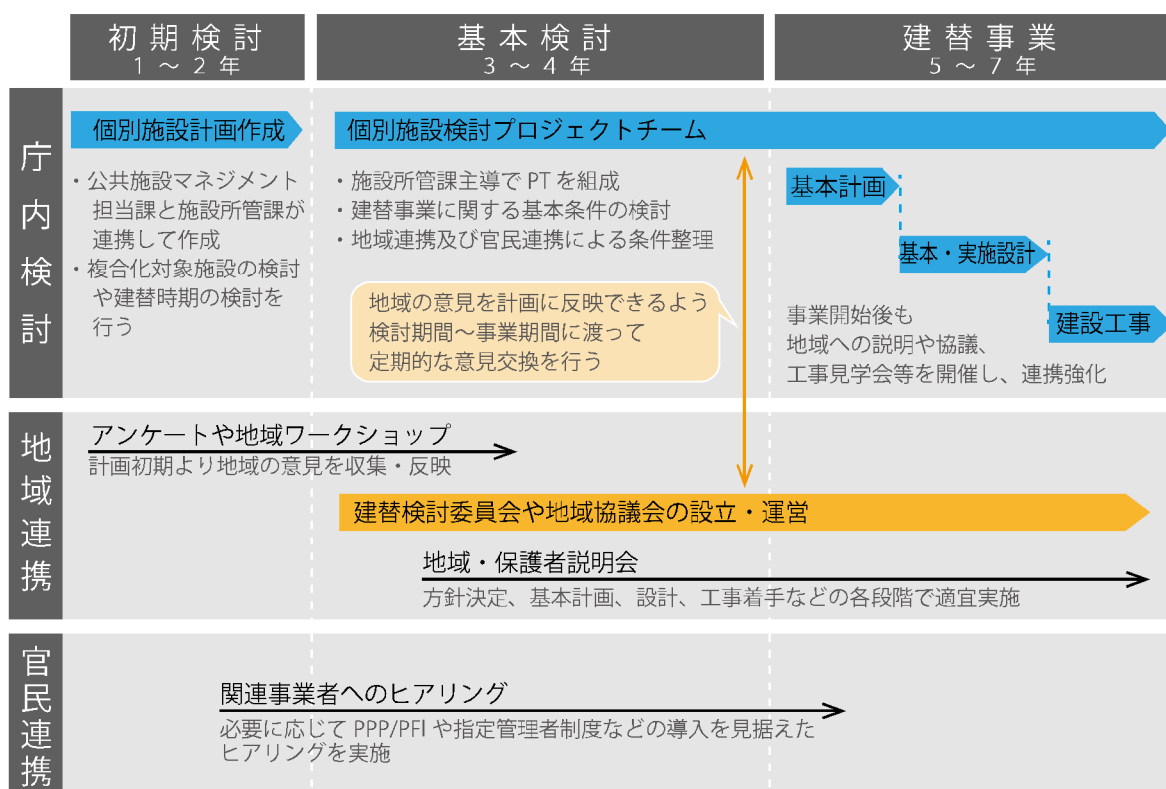 初期検討
1 ～ 2 年
基本検討
3 ～ 4 年
建替事業
5 ～ 7 年
庁内検討
個別施設計画作成
・公共施設マネジメント
担当課と施設所管課が
連携して作成
・複合化対象施設の検討
や建替時期の検討を
行う
個別施設検討プロジェクトチーム
・施設所管課主導で PT を組成
・建替事業に関する基本条件の検討
・地域連携及び官民連携による条件整理
地域の意見を計画に反映できるよう
検討期間～事業期間に渡って
定期的な意見交換を行う
基本計画
基本・実施設計
建設工事
事業開始後も
地域への説明や協議、
工事見学会等を開催し、連携強化
地域連携
アンケートや地域ワークショップ
計画初期より地域の意見を収集・反映
建替検討委員会や地域協議会の設立・運営
地域・保護者説明会
方針決定、基本計画、設計、工事着手などの各段階で適宜実施
官民連携
関連事業者へのヒアリング
必要に応じて PPP/PFI や指定管理者制度などの導入を見据えた
ヒアリングを実施